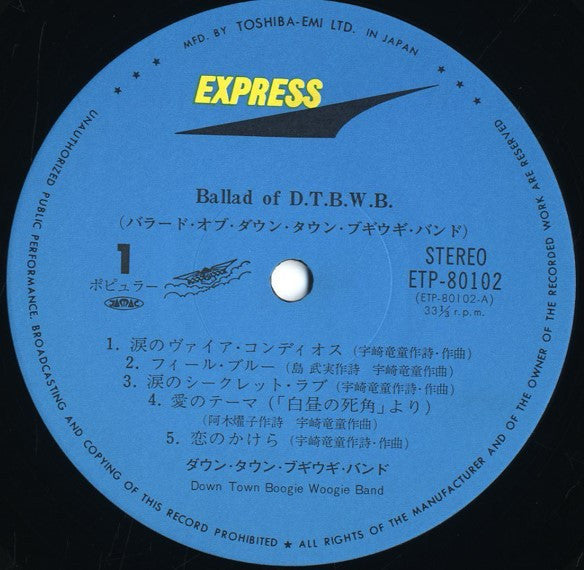 MFD. BY TOSHIBA-EMI LTD. IN JAPAN
EXPRESS
Ballad of D.T.B.W.B.
(バラード・オブ・ダウン・タウン・ブギウギ・バンド)
1
ポピュラー
JASRAC
STEREO
ETP-80102
(ETP-80102-A)
33⅓ r.p.m.
1. 涙のヴァイア・コンディオス (宇崎竜童作詩・作曲)
2. フィール・ブルー (島 武実作詩 宇崎竜童作曲)
3. 涙のシークレット・ラブ (宇崎竜童作詩・作曲)
4. 愛のテーマ (「白昼の死角」より)
(阿木燿子作詩 宇崎竜童作曲)
5. 恋のかけら (宇崎竜童作詩・作曲)
ダウン・タウン・ブギウギ・バンド
Down Town Boogie Woogie Band
UNAUTHORIZED PUBLIC PERFORMANCE, BROADCASTING AND COPYING OF THIS RECORD PROHIBITED ★ ALL RIGHTS OF THE MANUFACTURER AND OF THE OWNER OF THE RECORDED WORK ARE RESERVED